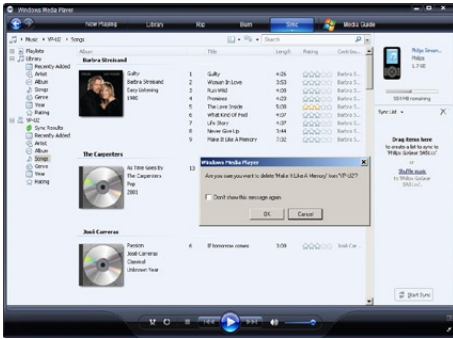 Windows Media Player
Now Playing Library Rip Burn Sync Media Guide
Music Songs
Search
Playlists
Library
Recently Added
Artist
Album
Songs
Genre
Year
Rating
Sync Results
Recently Added
Artist
Album
Songs
Genre
Year
Rating
Album Title Length Rating
Barbra Streisand
Guilty
Barbra Streisand
Easy Listening
1980
1 Guilty 4:26
2 Woman In Love 3:53
3 Run Wild 4:08
4 Promises 4:23
5 The Love Inside 5:08
6 What Kind Of Fool 4:07
7 Life Story 4:37
8 Never Give Up 3:44
9 Make It Like A Memory 7:32
The Carpenters
As Time Goes By
The Carpenters
Pop
2001
13
José Carreras
Passion
José Carreras
Classical
Unknown Year
6 If tomorrow comes 3:09
Windows Media Player
Are you sure you want to delete 'Make It Like A Memory' from
Don't show this message again
OK Cancel
Philips
remaining
Sync List
Drag items here
to create a list to sync to
or
Shuffle music
Start Sync